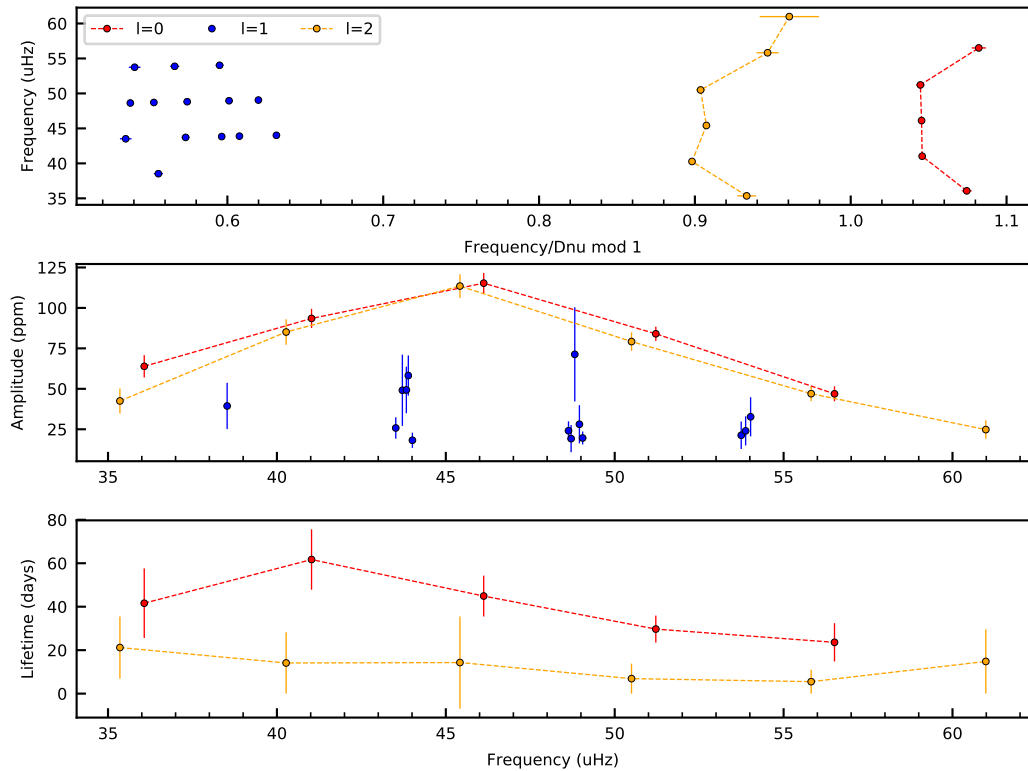 l=0 l=1 l=2
Frequency (uHz)
60
55
50
45
40
35
0.6 0.7 0.8 0.9 1.0 1.1
Frequency/Dnu mod 1
Amplitude (ppm)
125
100
75
50
25
35 40 45 50 55 60
Lifetime (days)
80
60
40
20
0
35 40 45 50 55 60
Frequency (uHz)